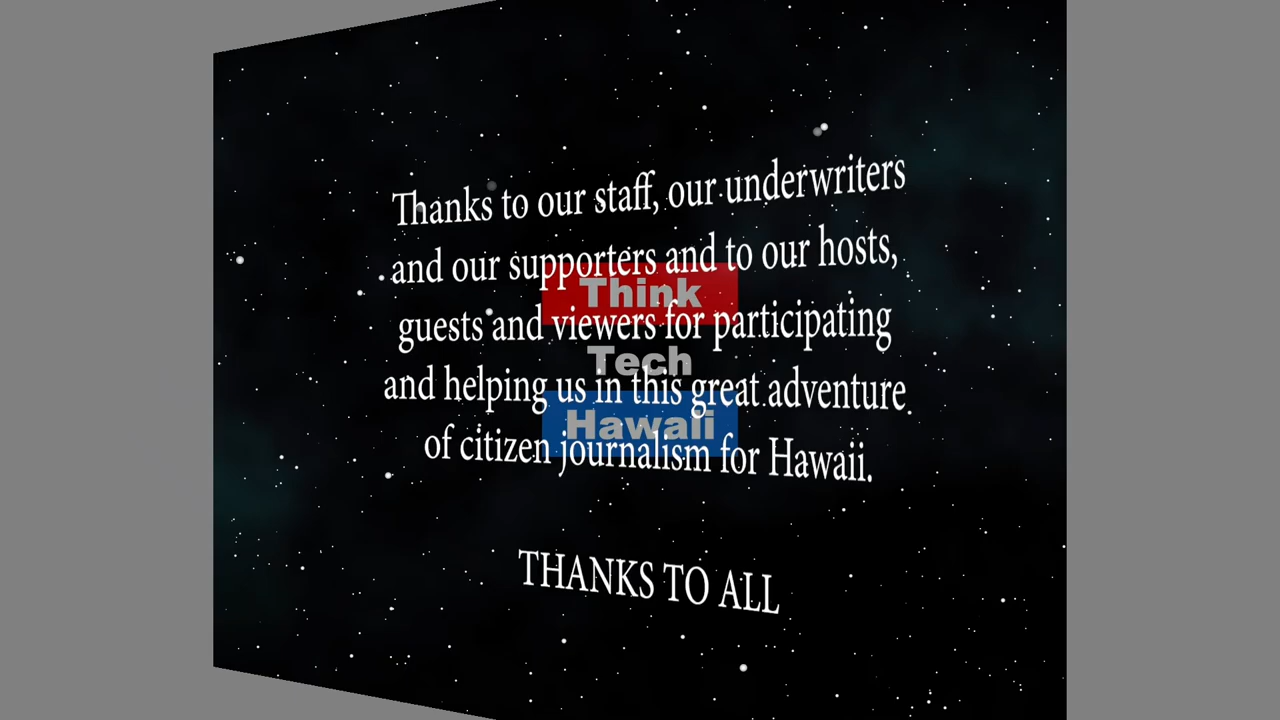 Thanks to our staff, our underwriters
and our supporters and to our hosts,
guests and viewers for participating
and helping us in this great adventure
of citizen journalism for Hawaii.
THANKS TO ALL
Think
Tech
Hawaii